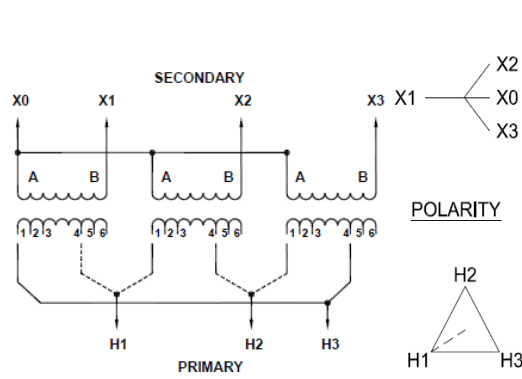 SECONDARY
X0 X1 X2 X3
A B A B A B
1 2 3 4 5 6 1 2 3 4 5 6 1 2 3 4 5 6
H1 H2 H3
PRIMARY
X2
X1 X0
X3
POLARITY
H2
H1 H3